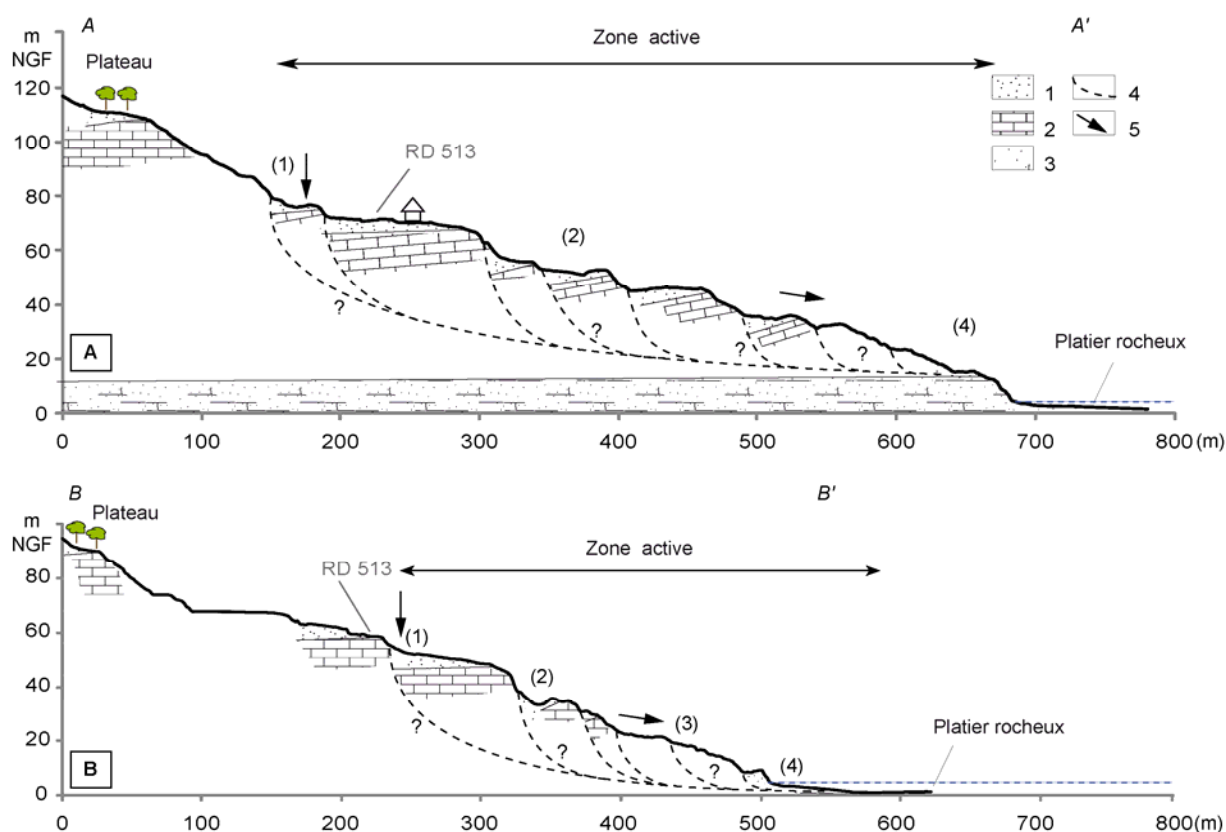 A A'
m
NGF
Zone active
Plateau
120
100
80
60
40
20
0
(1)
RD 513
(2)
(4)
?
?
?
?
1 4
2 5
3
Platier rocheux
A
0 100 200 300 400 500 600 700 800 (m)
B B'
m
NGF
Plateau
Zone active
80
60
40
20
0
RD 513
(1)
(2)
(3)
(4)
?
?
?
Platier rocheux
B
0 100 200 300 400 500 600 700 800 (m)